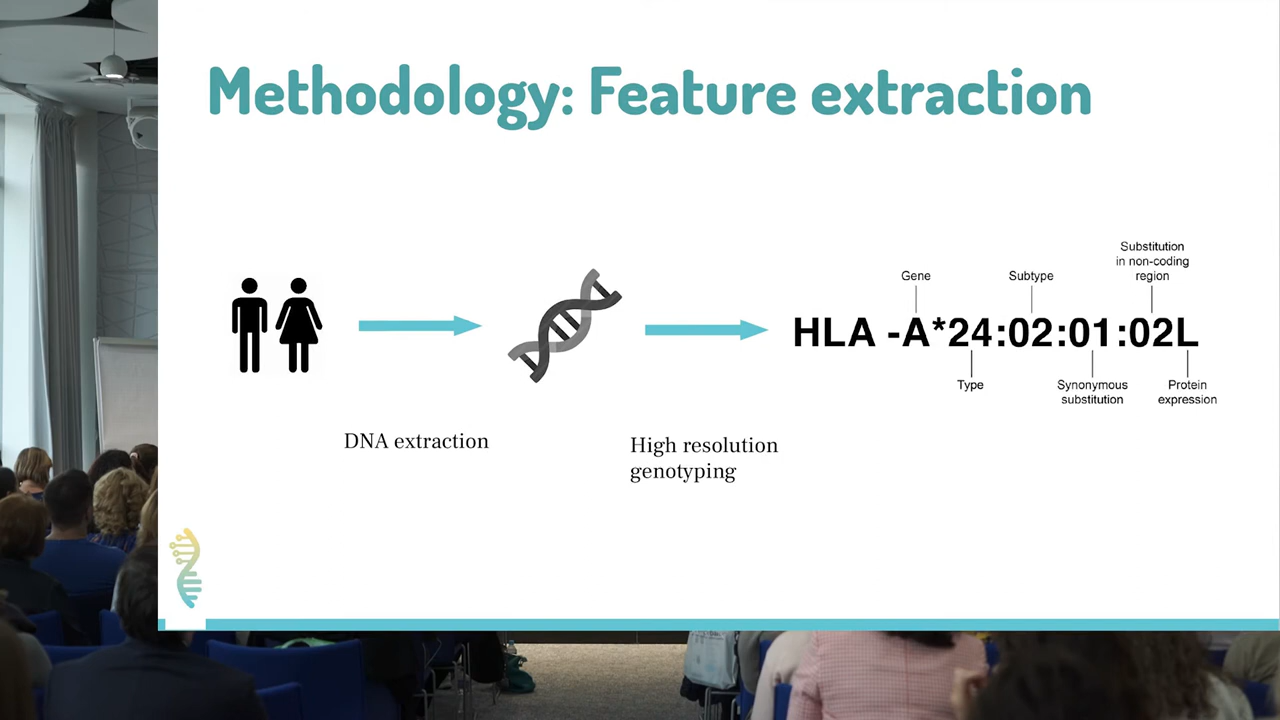 Methodology: Feature extraction
Substitution
in non-coding
region
Gene
Subtype
HLA -A*24:02:01:02L
Type
Synonymous
substitution
Protein
expression
DNA extraction
High resolution
genotyping